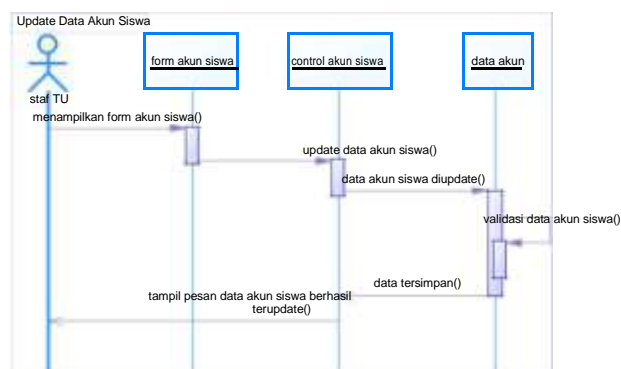 Update Data Akun Siswa
form akun siswa
control akun siswa
data akun
staf TU
menampilkan form akun siswa()
update data akun siswa()
data akun siswa diupdate()
validasi data akun siswa()
data tersimpan()
tampil pesan data akun siswa berhasil
terupdate()